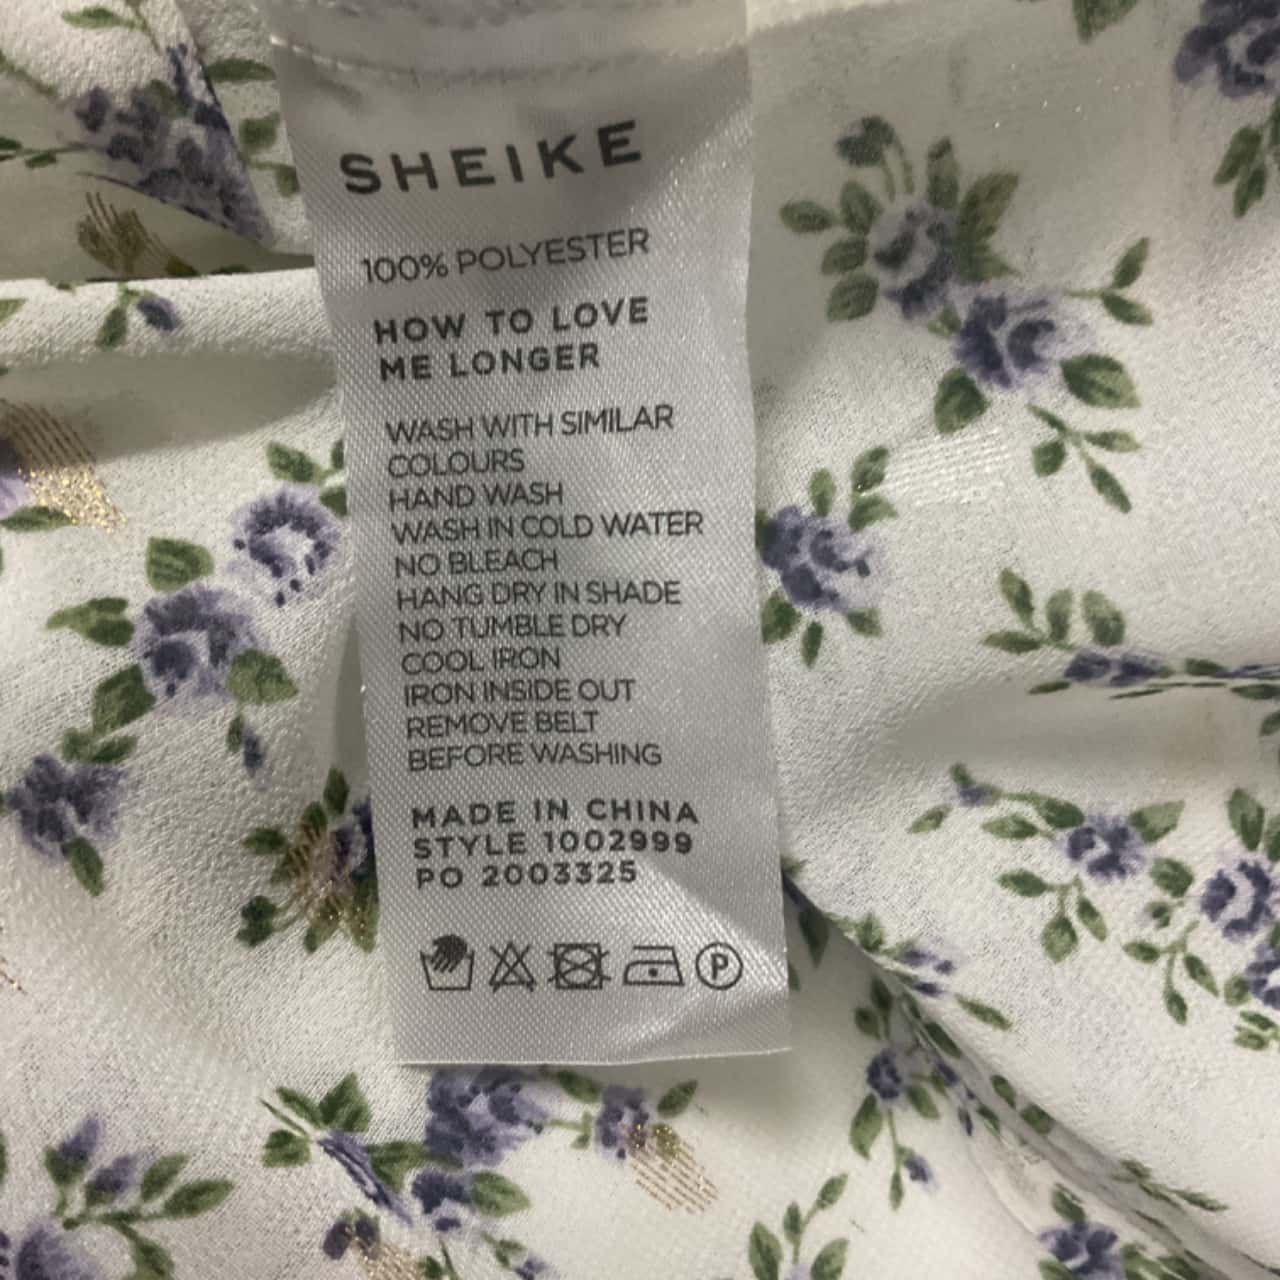 SHEIKE
100% POLYESTER
HOW TO LOVE
ME LONGER
WASH WITH SIMILAR
COLOURS
HAND WASH
WASH IN COLD WATER
NO BLEACH
HANG DRY IN SHADE
NO TUMBLE DRY
COOL IRON
IRON INSIDE OUT
REMOVE BELT
BEFORE WASHING
MADE IN CHINA
STYLE 1002999
PO 2003325
P